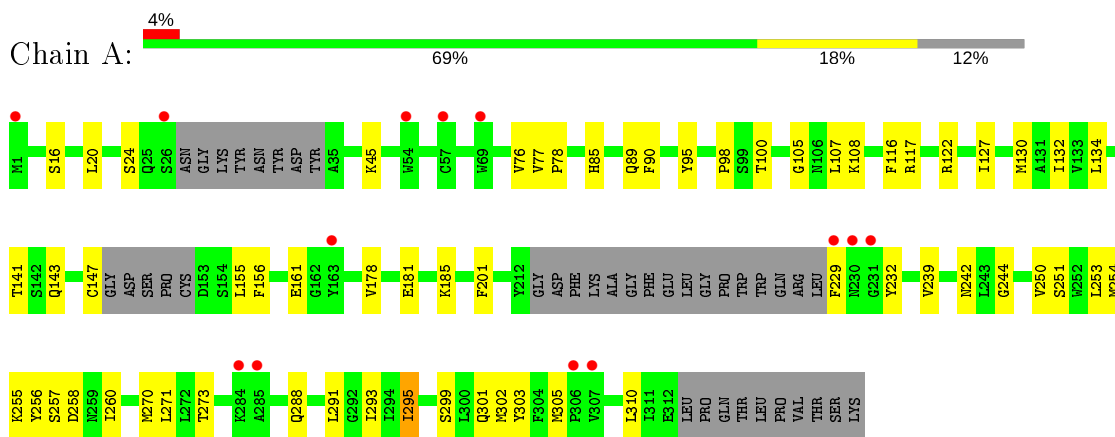 4%
Chain A:
69% 18% 12%
M1 S16 L20 S24 Q25 S26 ASN GLY LYS TYR ASN TYR ASP TYR A35 K45 W54 C57 W69 V76 V77 P78 H85 Q89 F90 Y95 P98 S99 T100 G105 N106 L107 K108 F116 R117 R122 I127 M130 A131 I132 V133 L134
T141 S142 Q143 C147 GLY ASP SER PRO CYS D153 S154 L155 F156 E161 G162 Y163 V178 E181 K185 F201 Y212 GLY ASP PHE LYS ALA GLY PHE GLU LEU GLY PRO TRP TRP GLN ARG LEU F229 N230 G231 Y232 V239 N242 L243 G244 V250 S251 W252 L253 M254
K255 Y256 S257 D258 N259 I260 M270 L271 L272 T273 K284 A285 Q288 L291 G292 I293 I294 I295 S299 L300 Q301 M302 Y303 F304 M305 P306 V307 L310 I311 E312 LEU PRO GLN THR LEU PRO VAL THR SER LYS